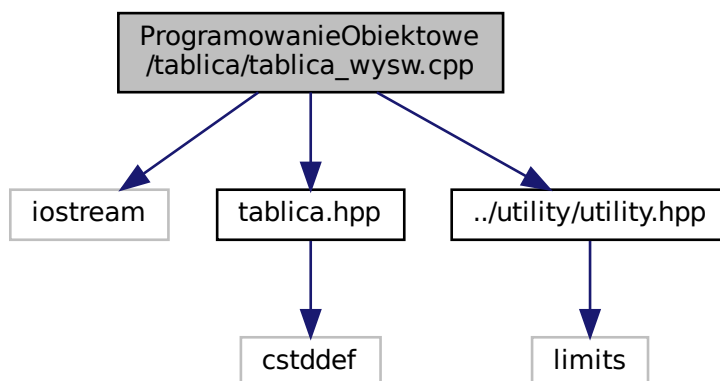 ProgramowanieObiektowe
/tablica/tablica_wysw.cpp
iostream
tablica.hpp
../utility/utility.hpp
cstddef
limits